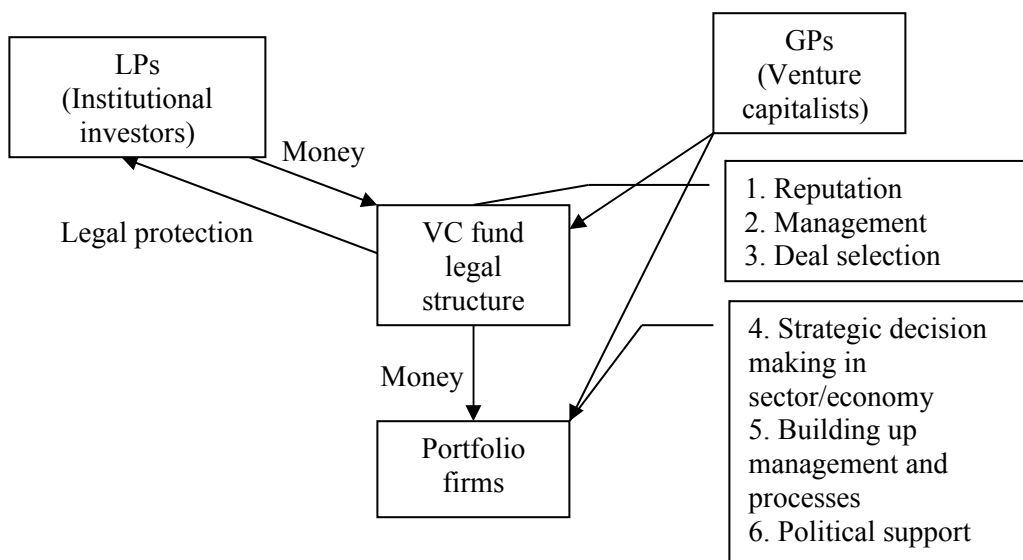 LPs
(Institutional
investors)
GPs
(Venture
capitalists)
Money
Legal protection
VC fund
legal
structure
1. Reputation
2. Management
3. Deal selection
Money
Portfolio
firms
4. Strategic decision
making in
sector/economy
5. Building up
management and
processes
6. Political support